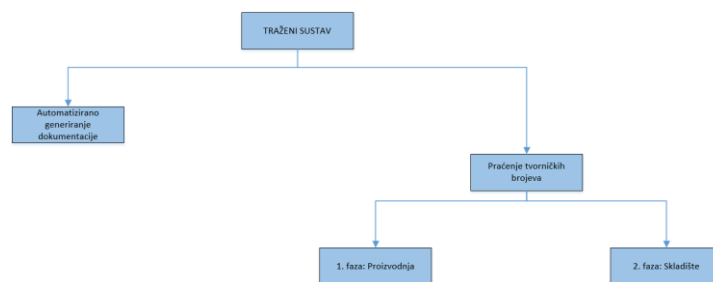 TRAŽENI SUSTAV
Automatizirano
generiranje
dokumentacije
Praćenje tvorničkih
brojeva
1. faza: Proizvodnja
2. faza: Skladište